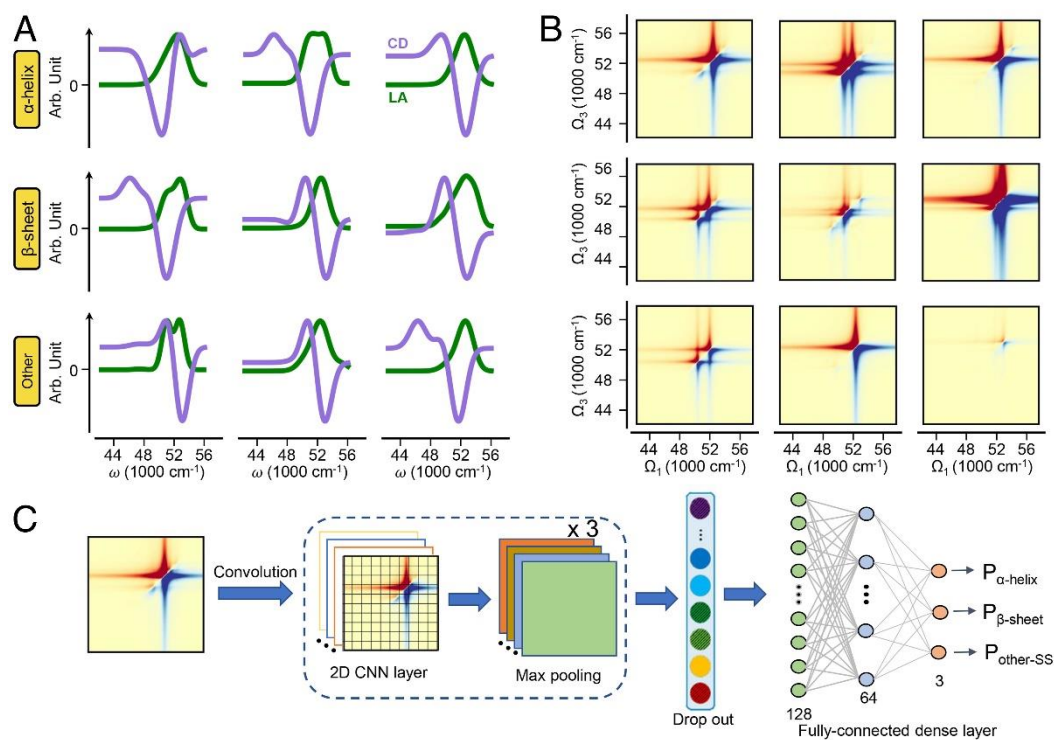 A
B
α-helix
Arb. Unit
0
CD
LA
β-sheet
Arb. Unit
0
Other
Arb. Unit
0
44 48 52 56
44 48 52 56
44 48 52 56
ω (1000 cm⁻¹)
ω (1000 cm⁻¹)
ω (1000 cm⁻¹)
Ω₃ (1000 cm⁻¹)
56
52
48
44
Ω₃ (1000 cm⁻¹)
56
52
48
44
Ω₃ (1000 cm⁻¹)
56
52
48
44
44 48 52 56
44 48 52 56
44 48 52 56
Ω₁ (1000 cm⁻¹)
Ω₁ (1000 cm⁻¹)
Ω₁ (1000 cm⁻¹)
C
Convolution
x 3
2D CNN layer
Max pooling
Drop out
P α-helix
P β-sheet
P other-SS
128
64
3
Fully-connected dense layer